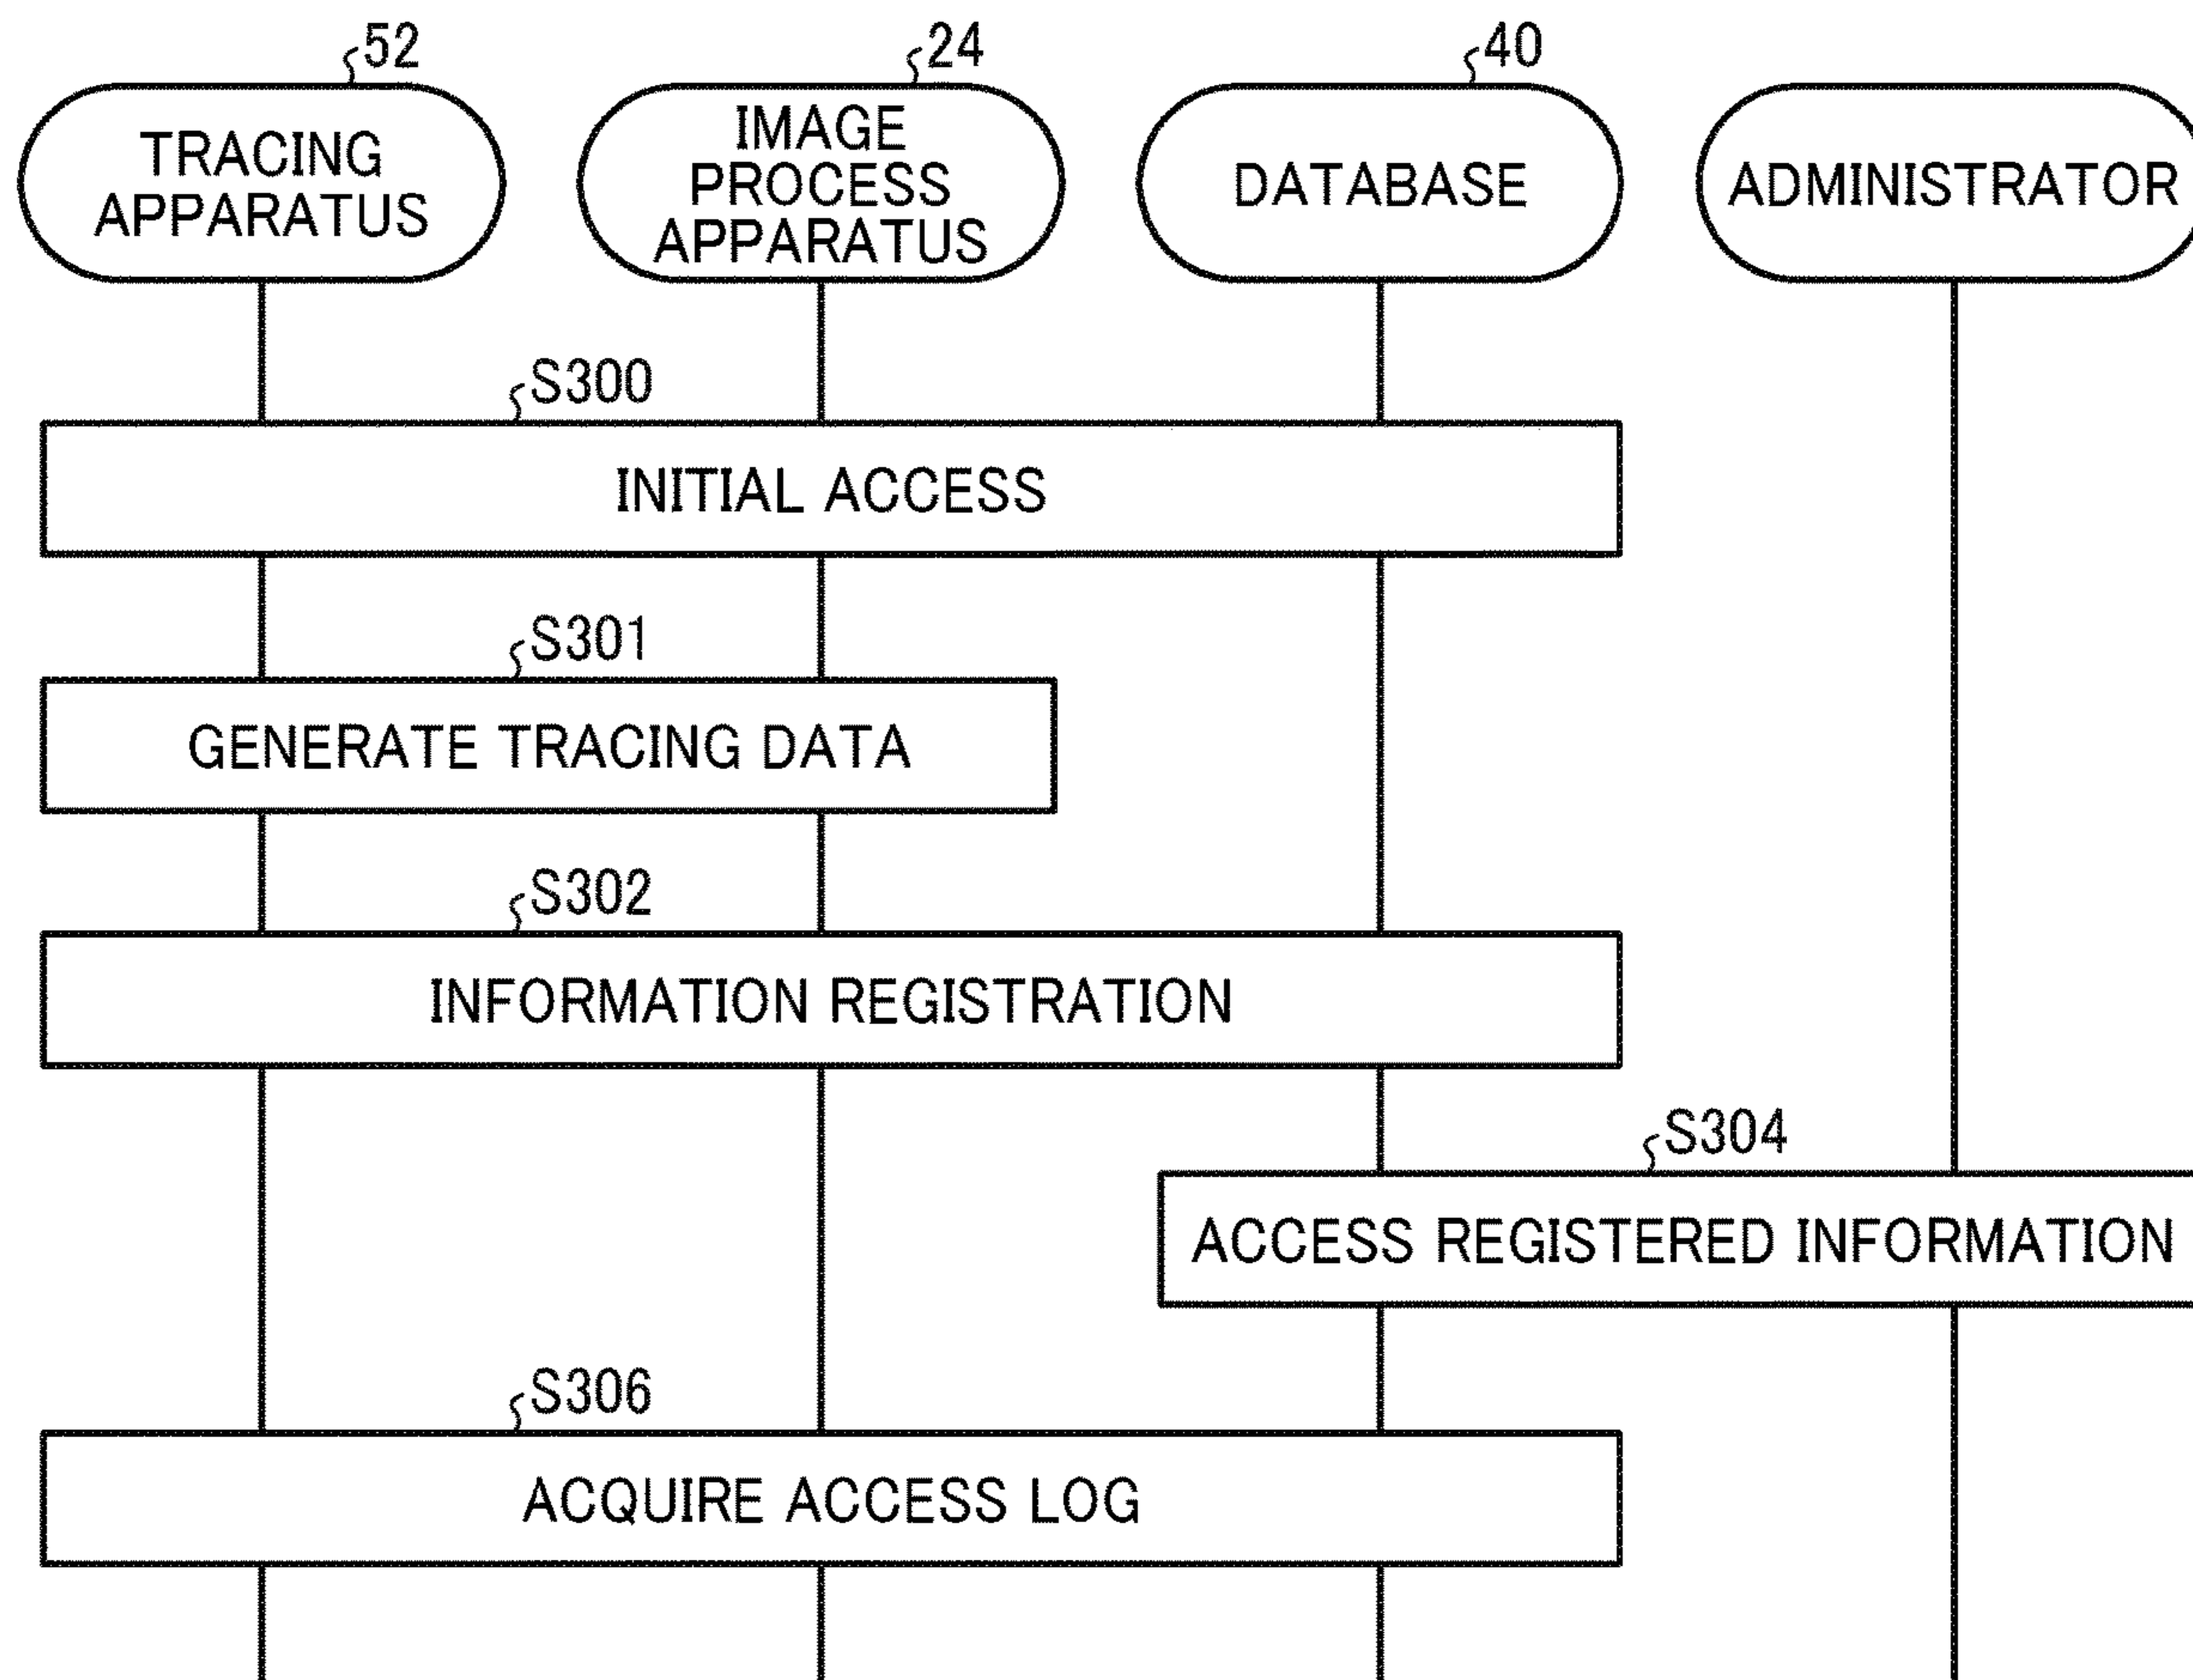 52
24
40
TRACING
APPARATUS
IMAGE
PROCESS
APPARATUS
DATABASE
ADMINISTRATOR
S300
INITIAL ACCESS
S301
GENERATE TRACING DATA
S302
INFORMATION REGISTRATION
S304
ACCESS REGISTERED INFORMATION
S306
ACQUIRE ACCESS LOG